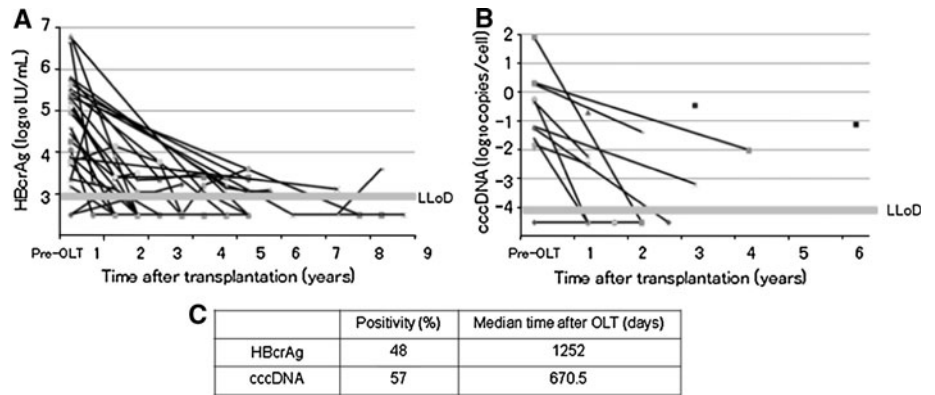 A
HBcrAg (log10 IU/mL)
7
6
5
4
3
LLoD
Pre-OLT 1 2 3 4 5 6 7 8 9
Time after transplantation (years)
B
cccDNA(log10 copies/cell)
2
1
0
-1
-2
-3
-4
LLoD
Pre-OLT 1 2 3 4 5 6
Time after transplantation (years)
C
Positivity (%) Median time after OLT (days)
HBcrAg 48 1252
cccDNA 57 670.5